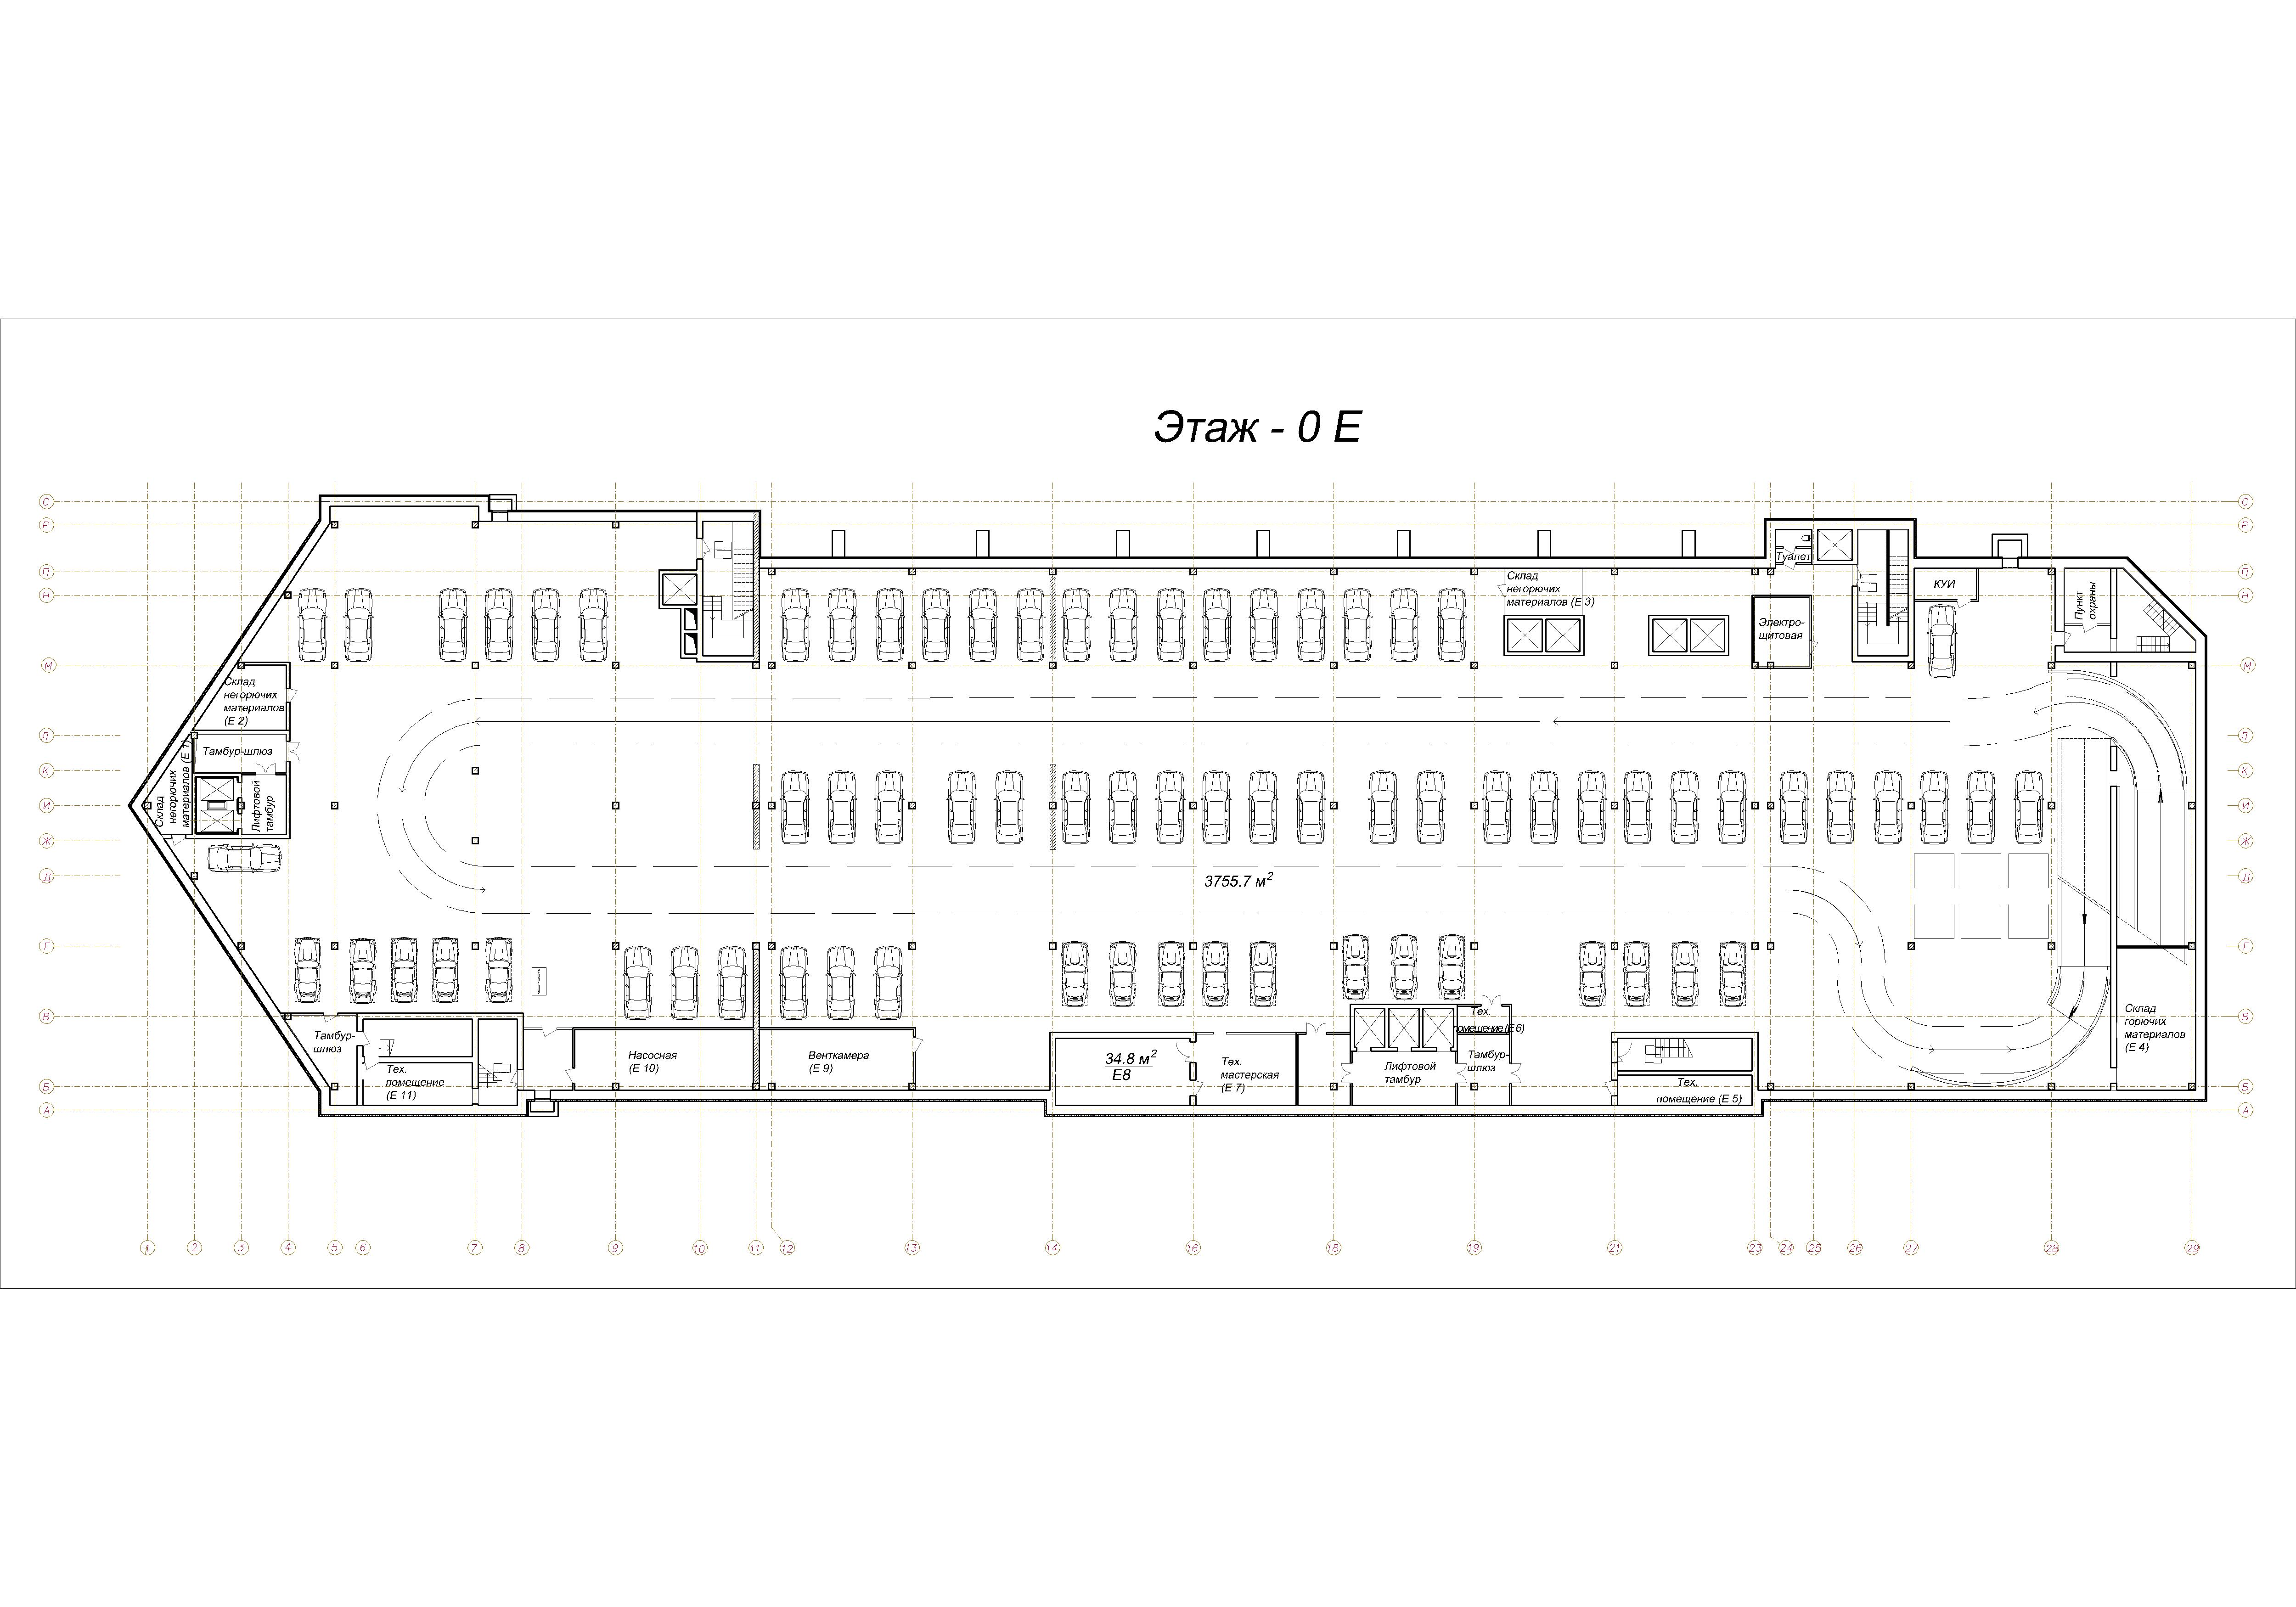 Этаж - 0 Е
С
С
Р
Р
П
П
Н
Н
М
М
Л
Л
К
К
И
И
Ж
Ж
Д
Д
Г
Г
В
В
Б
Б
А
А
Туалет
Склад
негорючих
материалов (Е 3)
КУИ
Пункт
охраны
Электро-
щитовая
Склад
негорючих
материалов
(Е 2)
Тамбур-шлюз
Склад
негорючих
материалов (Е 1)
Лифтовой
тамбур
3755.7 м²
Тамбур-
шлюз
Тех.
помещение
(Е 11)
Насосная
(Е 10)
Венткамера
(Е 9)
34.8 м²
Е8
Тех.
мастерская
(Е 7)
Лифтовой
тамбур
Тех.
помещение (Е 6)
Тамбур-
шлюз
Тех.
помещение (Е 5)
Склад
горючих
материалов
(Е 4)
1 2 3 4 5 6 7 8 9 10 11 12 13 14 16 18 19 21 23 24 25 26 27 28 29